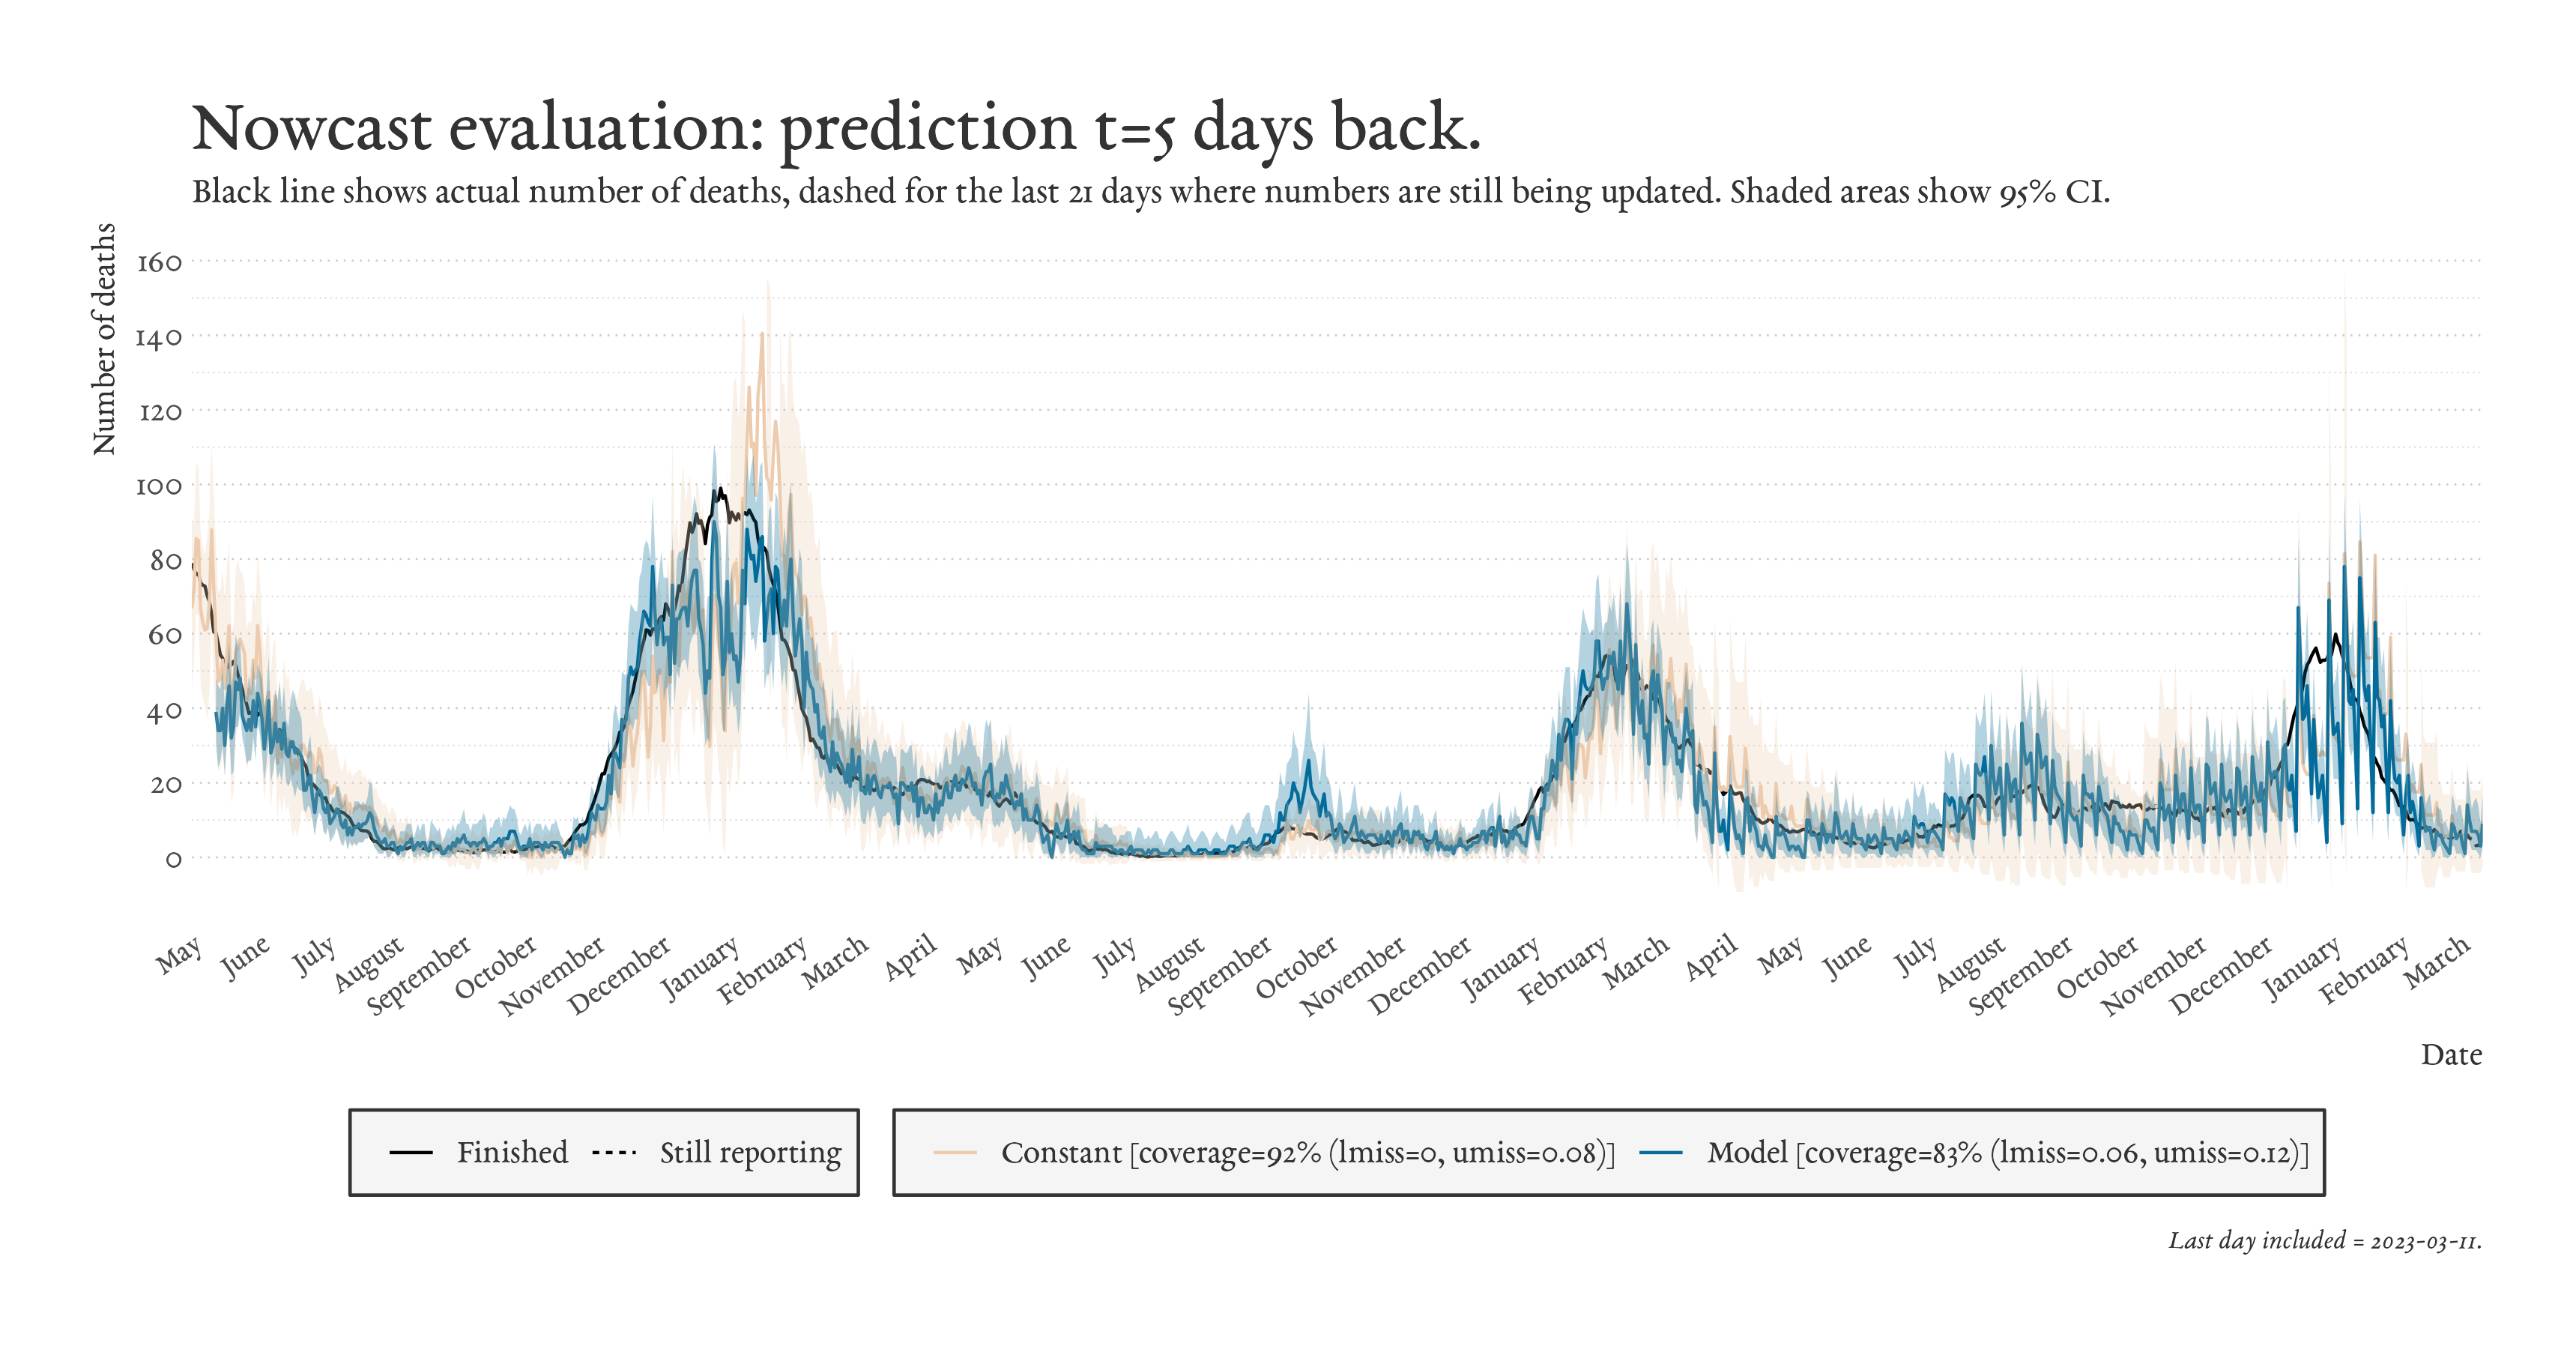 Nowcast evaluation: prediction t=5 days back.
Black line shows actual number of deaths, dashed for the last 21 days where numbers are still being updated. Shaded areas show 95% CI.
Number of deaths
160
140
120
100
80
60
40
20
0
May June July August September October November December January February March April May June July August September October November December January February March April May June July August September October November December January February March
Date
Finished Still reporting Constant [coverage=92% (lmiss=0, umiss=0.08)] Model [coverage=83% (lmiss=0.06, umiss=0.12)]
Last day included = 2023-03-11.